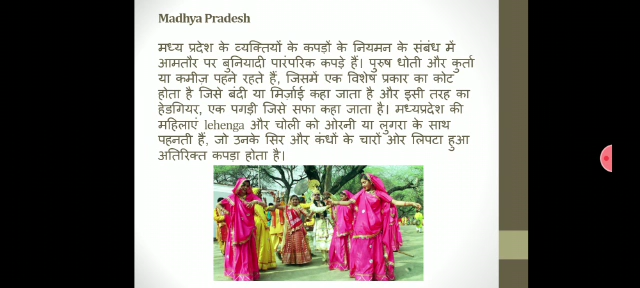 Madhya Pradesh
मध्य प्रदेश के व्यक्तियों के कपड़ों के नियमन के संबंध में
आमतौर पर बुनियादी पारंपरिक कपड़े हैं। पुरुष धोती और कुर्ता
या कमीज़ पहने रहते हैं, जिसमें एक विशेष प्रकार का कोट
होता है जिसे बंदी या मिर्ज़ाई कहा जाता है और इसी तरह का
हेडगियर, एक पगड़ी जिसे सफा कहा जाता है। मध्यप्रदेश की
महिलाएं lehenga और चोली को ओरनी या लुगरा के साथ
पहनती हैं, जो उनके सिर और कंधों के चारों ओर लिपटा हुआ
अतिरिक्त कपड़ा होता है।